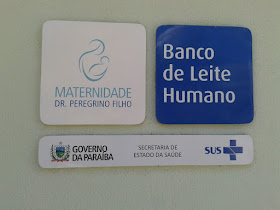 MATERNIDADE
DR. PEREGRINO FILHO
Banco
de Leite
Humano
GOVERNO
DA PARAÍBA
SECRETARIA DE
ESTADO DA SAÚDE
SUS